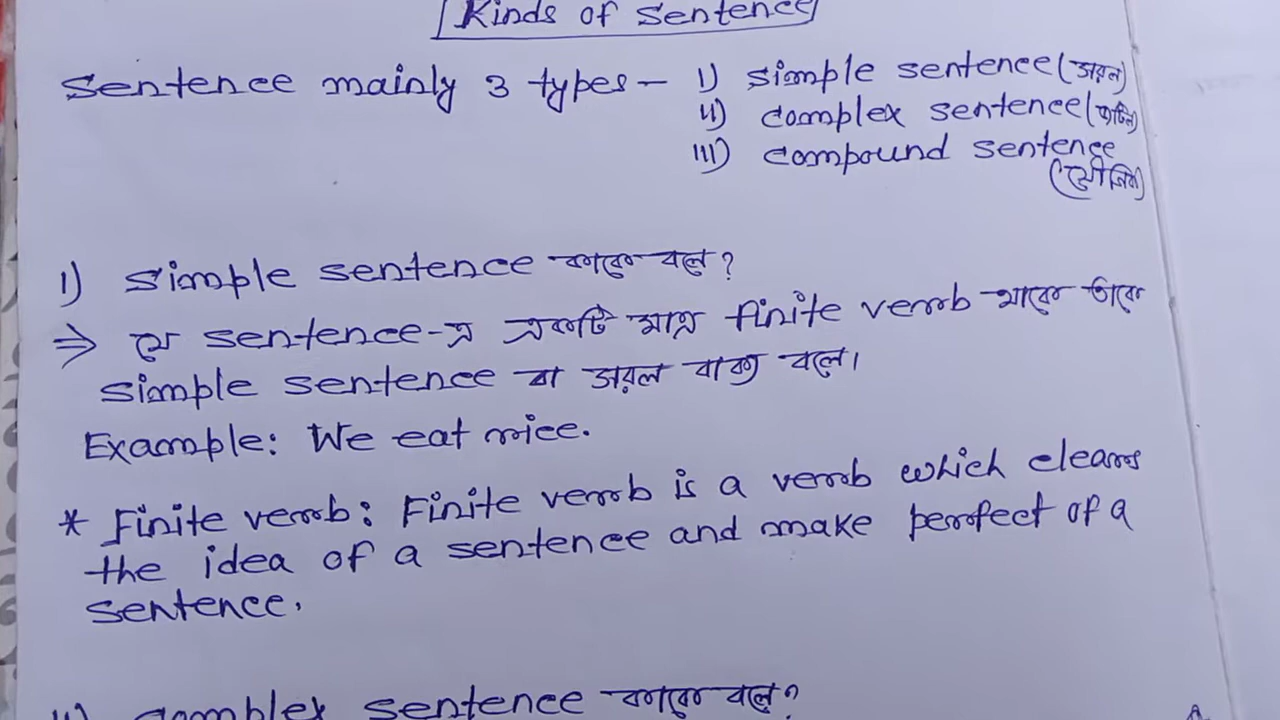 Kinds of Sentence
Sentence mainly 3 types - I) simple sentence (সরল)
II) complex sentence (জটিল)
III) compound sentence
(যৌগিক)
I) Simple sentence কাকে বলে?
⇒ যে sentence-এ একটি মাত্র finite verb থাকে তাকে
simple sentence বা সরল বাক্য বলে।
Example: We eat rice.
* Finite verb: Finite verb is a verb which clears
the idea of a sentence and make perfect of a
sentence.
II) complex sentence কাকে বলে?